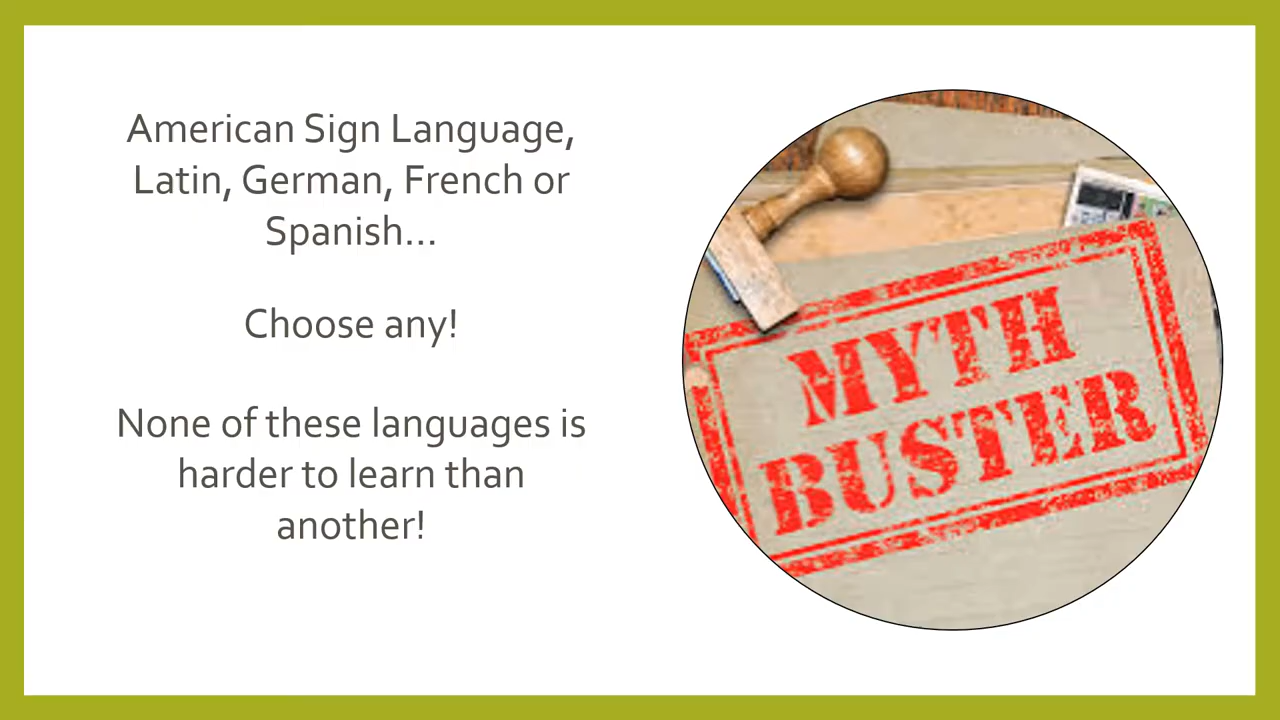 American Sign Language,
Latin, German, French or
Spanish...
Choose any!
None of these languages is
harder to learn than
another!
MYTH
BUSTER